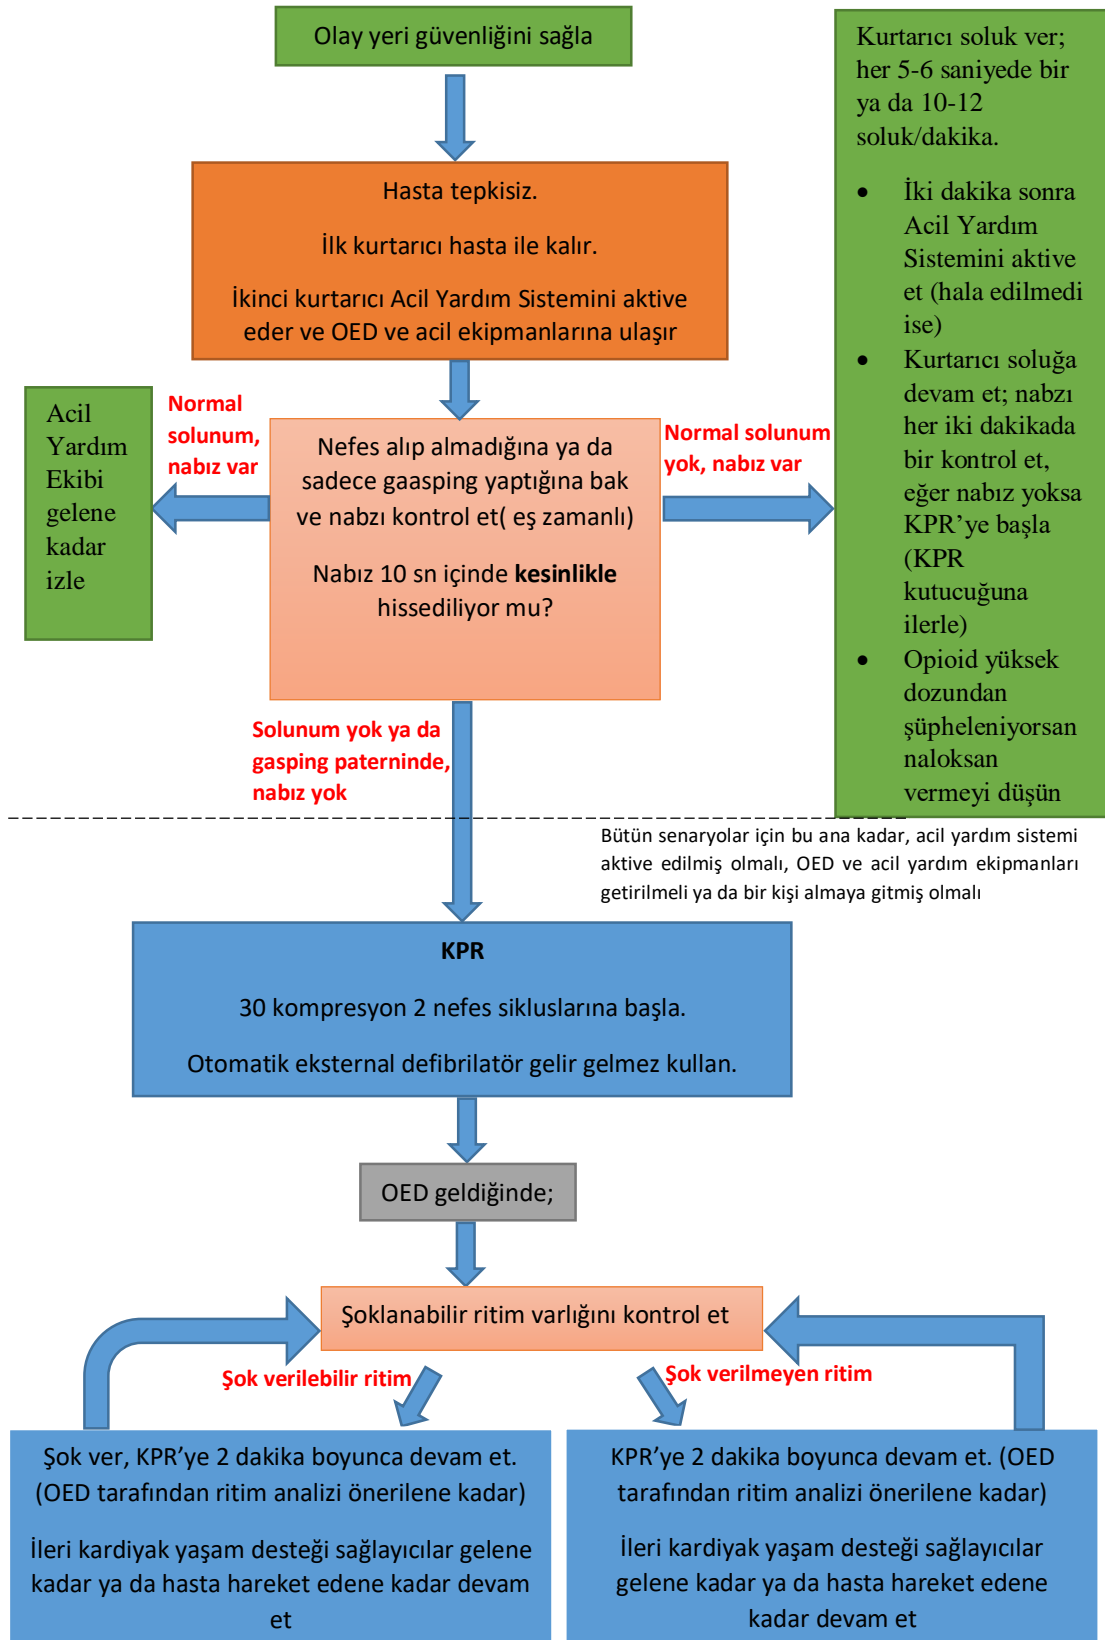 Olay yeri güvenliğini sağla
Hasta tepkisiz.
İlk kurtarıcı hasta ile kalır.
İkinci kurtarıcı Acil Yardım Sistemini aktive
eder ve OED ve acil ekipmanlarına ulaşır
Normal
solunum,
nabız var
Acil
Yardım
Ekibi
gelene
kadar
izle
Nefes alıp almadığına ya da
sadece gaasping yaptığına bak
ve nabzı kontrol et( eş zamanlı)
Nabız 10 sn içinde kesinlikle
hissediliyor mu?
Normal solunum
yok, nabız var
Kurtarıcı soluk ver;
her 5-6 saniyede bir
ya da 10-12
soluk/dakika.
• İki dakika sonra
Acil Yardım
Sistemini aktive
et (hala edilmedi
ise)
• Kurtarıcı soluğa
devam et; nabzı
her iki dakikada
bir kontrol et,
eğer nabız yoksa
KPR’ye başla
(KPR
kutucuğuna
ilerle)
• Opioid yüksek
dozundan
şüpheleniyorsan
naloksan
vermeyi düşün
Solunum yok ya da
gasping paterninde,
nabız yok
Bütün senaryolar için bu ana kadar, acil yardım sistemi
aktive edilmiş olmalı, OED ve acil yardım ekipmanları
getirilmeli ya da bir kişi almaya gitmiş olmalı
KPR
30 kompresyon 2 nefes sikluslarına başla.
Otomatik eksternal defibrilatör gelir gelmez kullan.
OED geldiğinde;
Şoklanabilir ritim varlığını kontrol et
Şok verilebilir ritim
Şok verilmeyen ritim
Şok ver, KPR’ye 2 dakika boyunca devam et.
(OED tarafından ritim analizi önerilene kadar)
İleri kardiyak yaşam desteği sağlayıcılar gelene
kadar ya da hasta hareket edene kadar devam
et
KPR’ye 2 dakika boyunca devam et. (OED
tarafından ritim analizi önerilene kadar)
İleri kardiyak yaşam desteği sağlayıcılar
gelene kadar ya da hasta hareket edene
kadar devam et